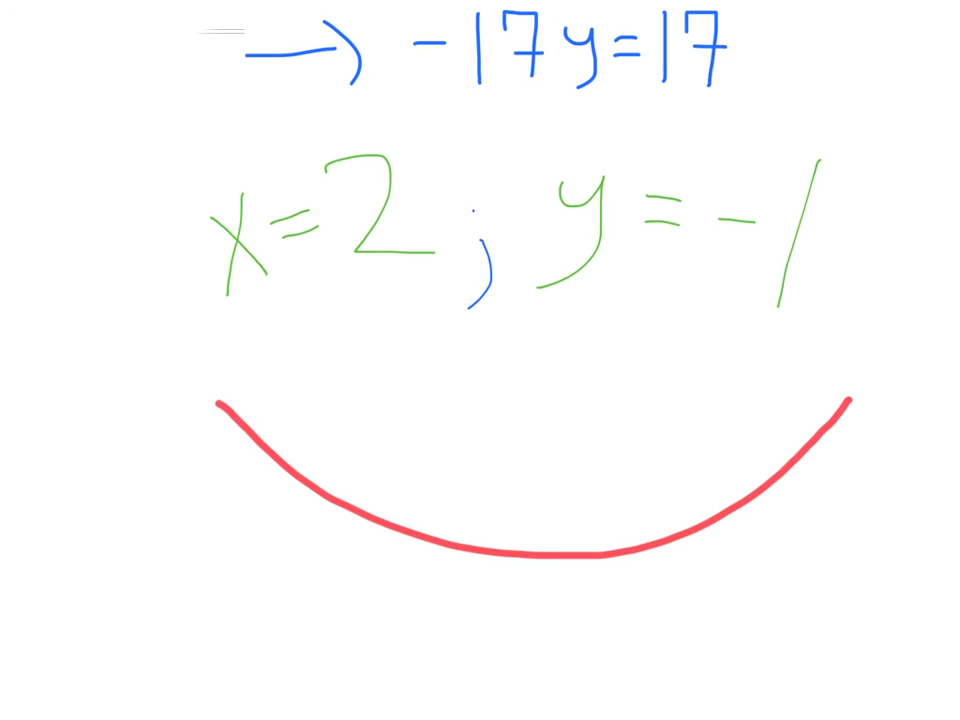 → -17y=17
x=2 ; y=-1